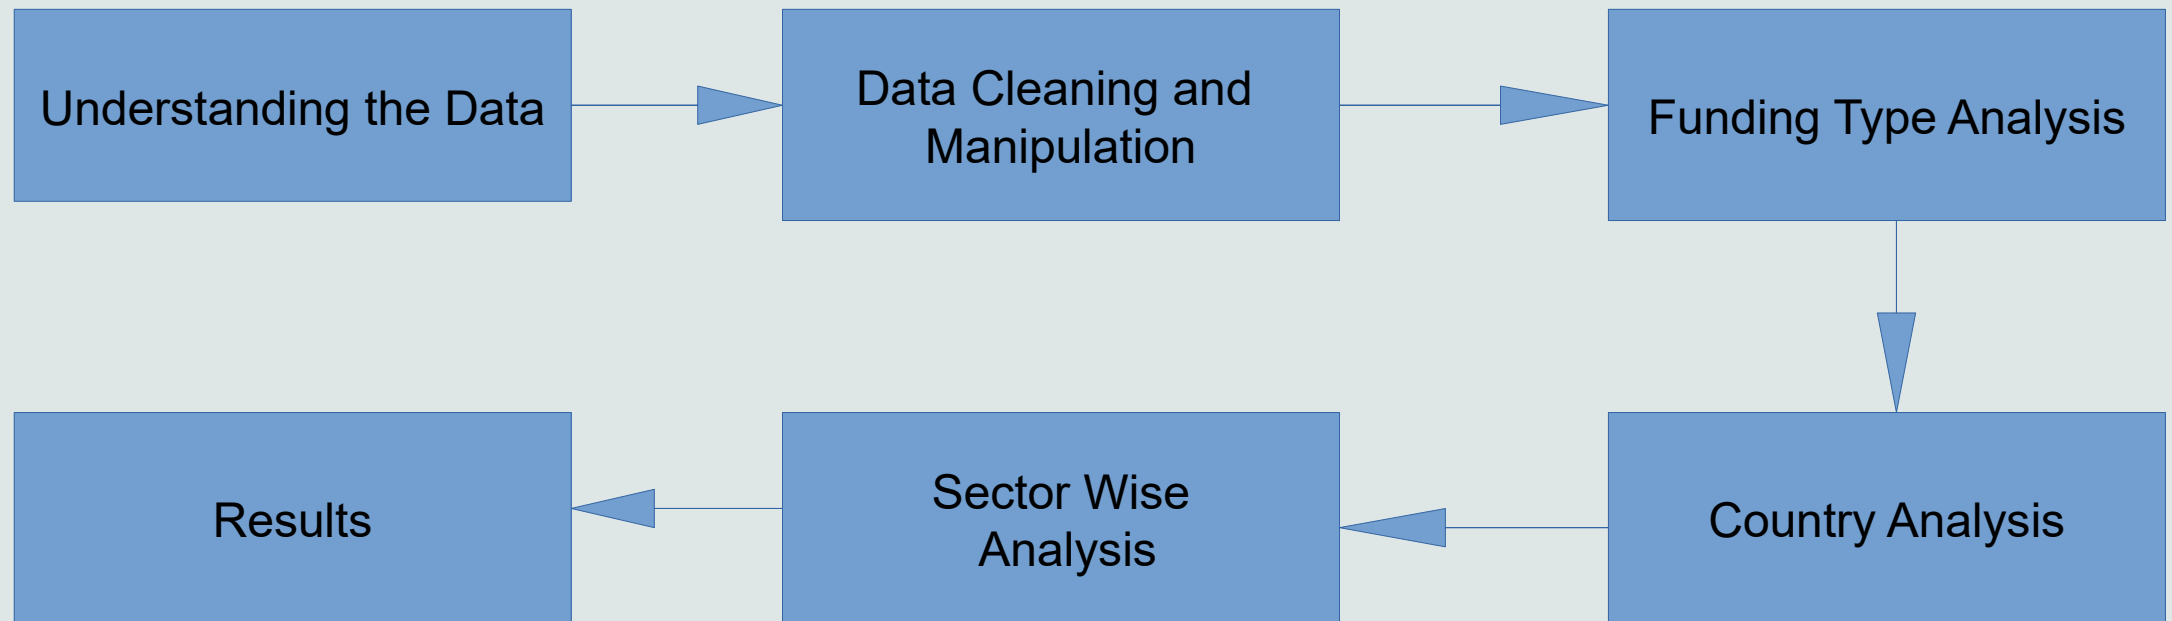 Understanding the Data
Data Cleaning and
Manipulation
Funding Type Analysis
Country Analysis
Sector Wise
Analysis
Results